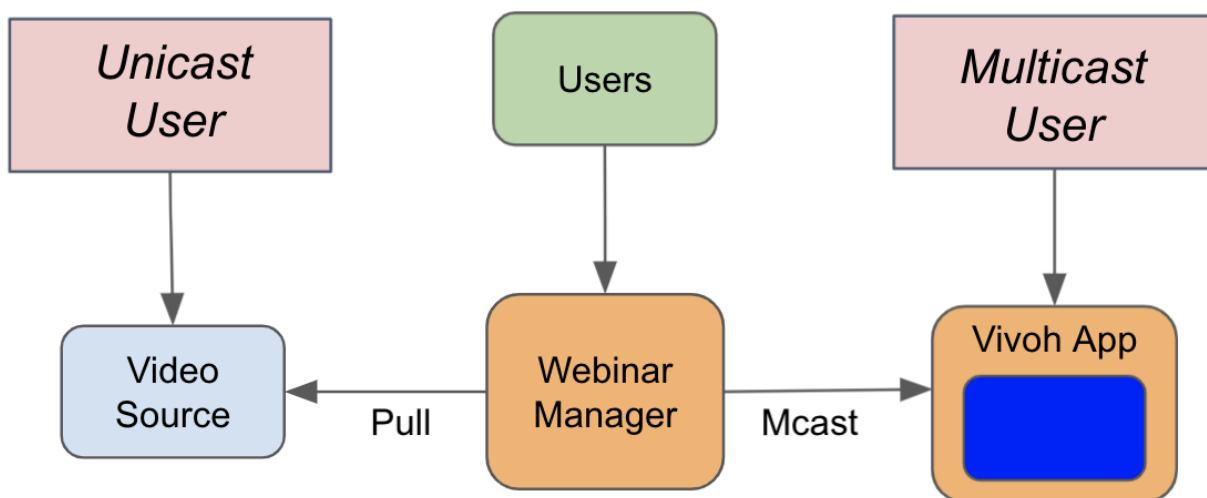 Unicast
User
Users
Multicast
User
Video
Source
Pull
Webinar
Manager
Mcast
Vivoh App